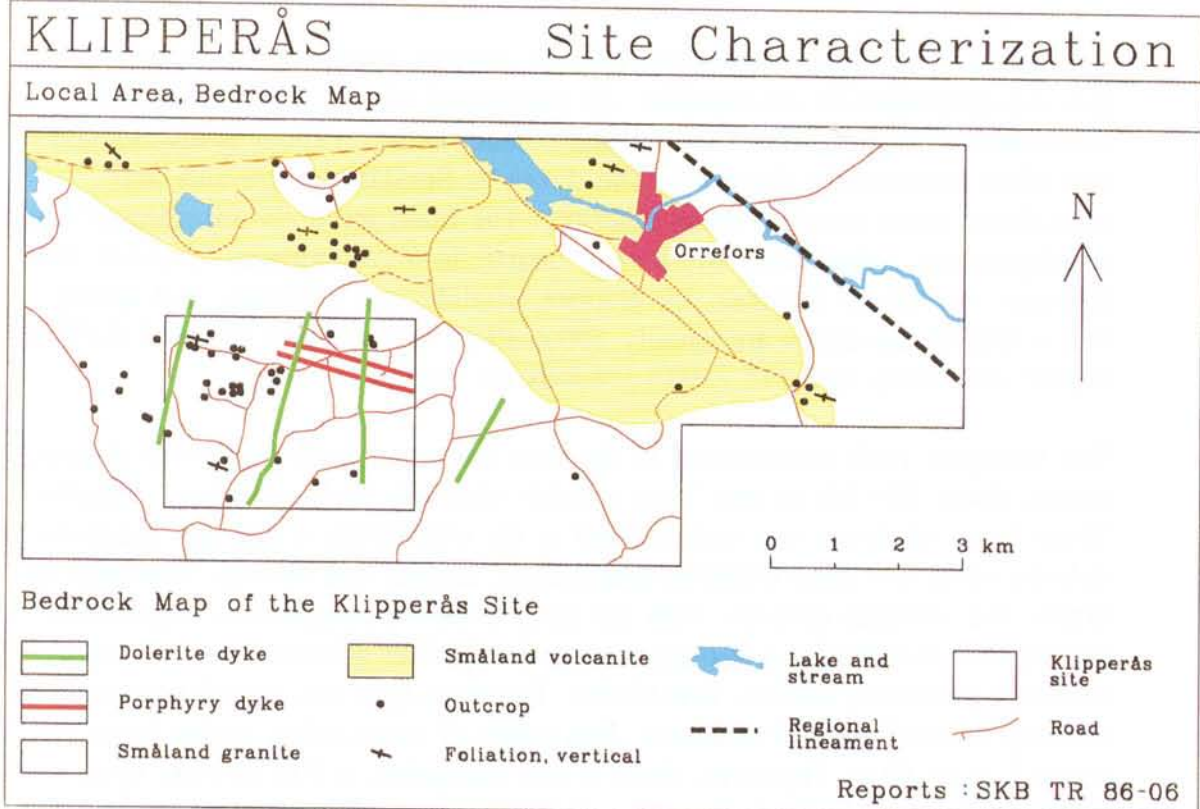 KLIPPERÅS Site Characterization
Local Area, Bedrock Map
Orrefors
N
0 1 2 3 km
Bedrock Map of the Klipperås Site
Dolerite dyke
Porphyry dyke
Småland granite
Småland volcanite
Outcrop
Foliation, vertical
Lake and
stream
Regional
lineament
Klipperås
site
Road
Reports : SKB TR 86-06